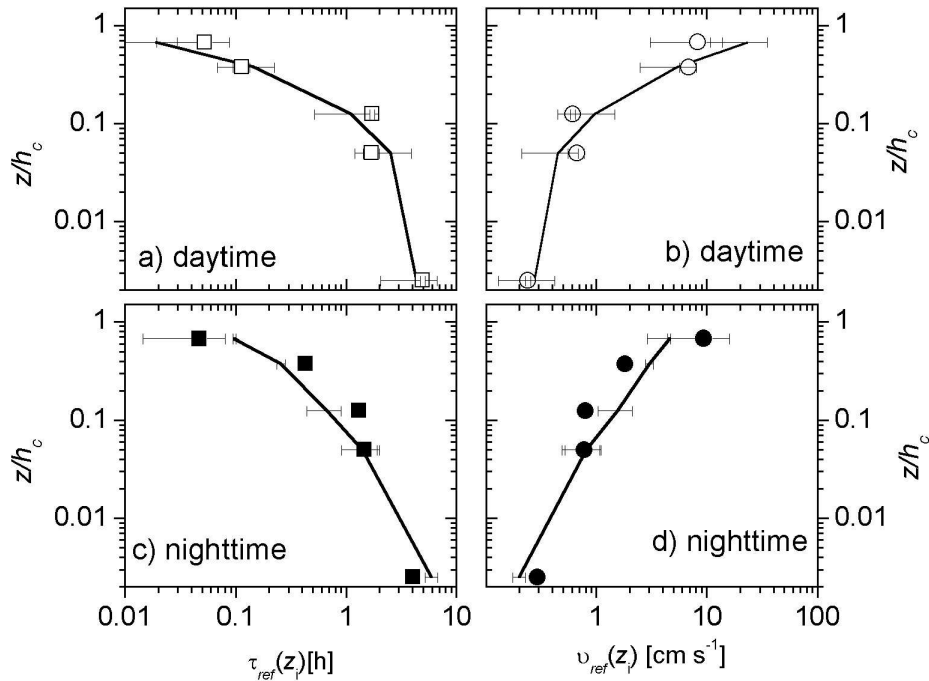 1
0.1
0.01
z/h_c
a) daytime
1
0.1
0.01
z/h_c
b) daytime
1
0.1
0.01
z/h_c
c) nighttime
1
0.1
0.01
z/h_c
d) nighttime
0.01 0.1 1 10
1 10 100
τ_ref(z_i)[h]
υ_ref(z_i) [cm s⁻¹]